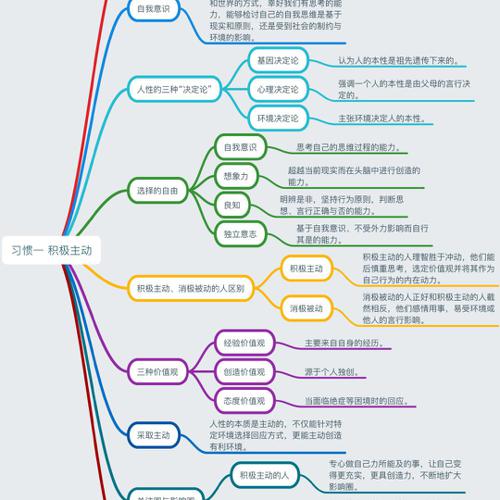 和世界的方式,幸好我们有思考的能
力,能够检讨自己的自我思维是基于
现实和原则,还是受到社会的制约与
环境的影响。
自我意识
人性的三种“决定论”
基因决定论
认为人的本性是祖先遗传下来的。
心理决定论
强调一个人的本性是由父母的言行决
定的。
环境决定论
主张环境决定人的本性。
选择的自由
自我意识
思考自己的思维过程的能力。
想象力
超越当前现实而在头脑中进行创造的
能力。
良知
明辨是非,坚持行为原则,判断思
想、言行正确与否的能力。
独立意志
基于自我意识、不受外力影响而自行
其是的能力。
习惯一 积极主动
积极主动、消极被动的人区别
积极主动
积极主动的人理智胜于冲动,他们能
后慎重思考,选定价值观并将其作为
自己行为的内在动力。
消极被动
消极被动的人正好和积极主动的人截
然相反,他们感情用事,易受环境或
他人的言行影响。
三种价值观
经验价值观
主要来自自身的经历。
创造价值观
源于个人独创。
态度价值观
当面临绝症等困境时的回应。
采取主动
人性的本质是主动的,不仅能针对特
定环境选择回应方式,更能主动创造
有利环境。
关注圈与影响圈
积极主动的人
专心做自己力所能及的事,让自己变
得更充实,更具创造力,不断地扩大
影响圈。